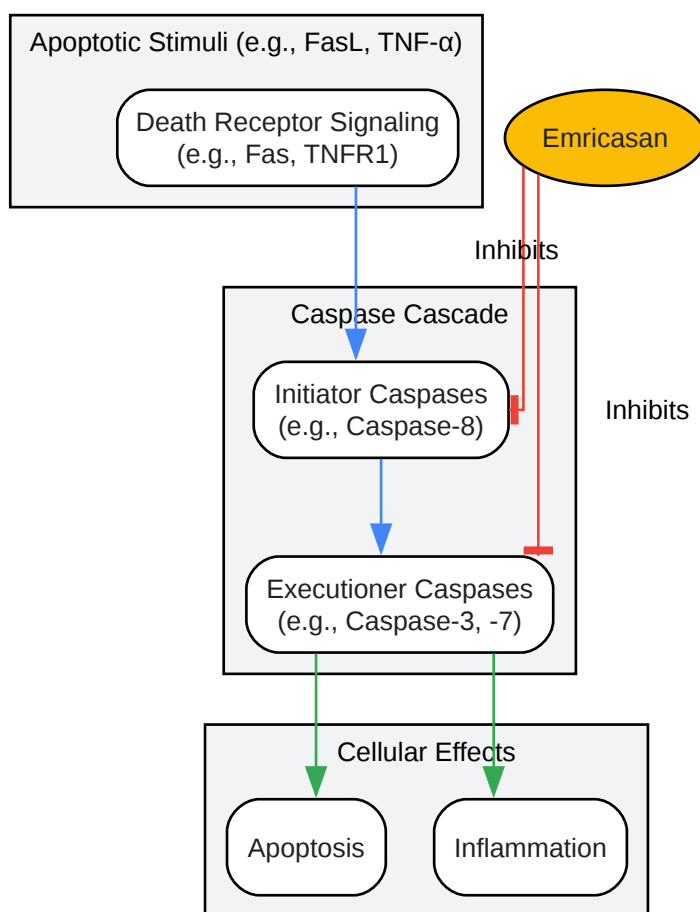 Apoptotic Stimuli (e.g., FasL, TNF-α)
Death Receptor Signaling
(e.g., Fas, TNFR1)
Emricasan
Inhibits
Caspase Cascade
Initiator Caspases
(e.g., Caspase-8)
Inhibits
Executioner Caspases
(e.g., Caspase-3, -7)
Cellular Effects
Apoptosis
Inflammation